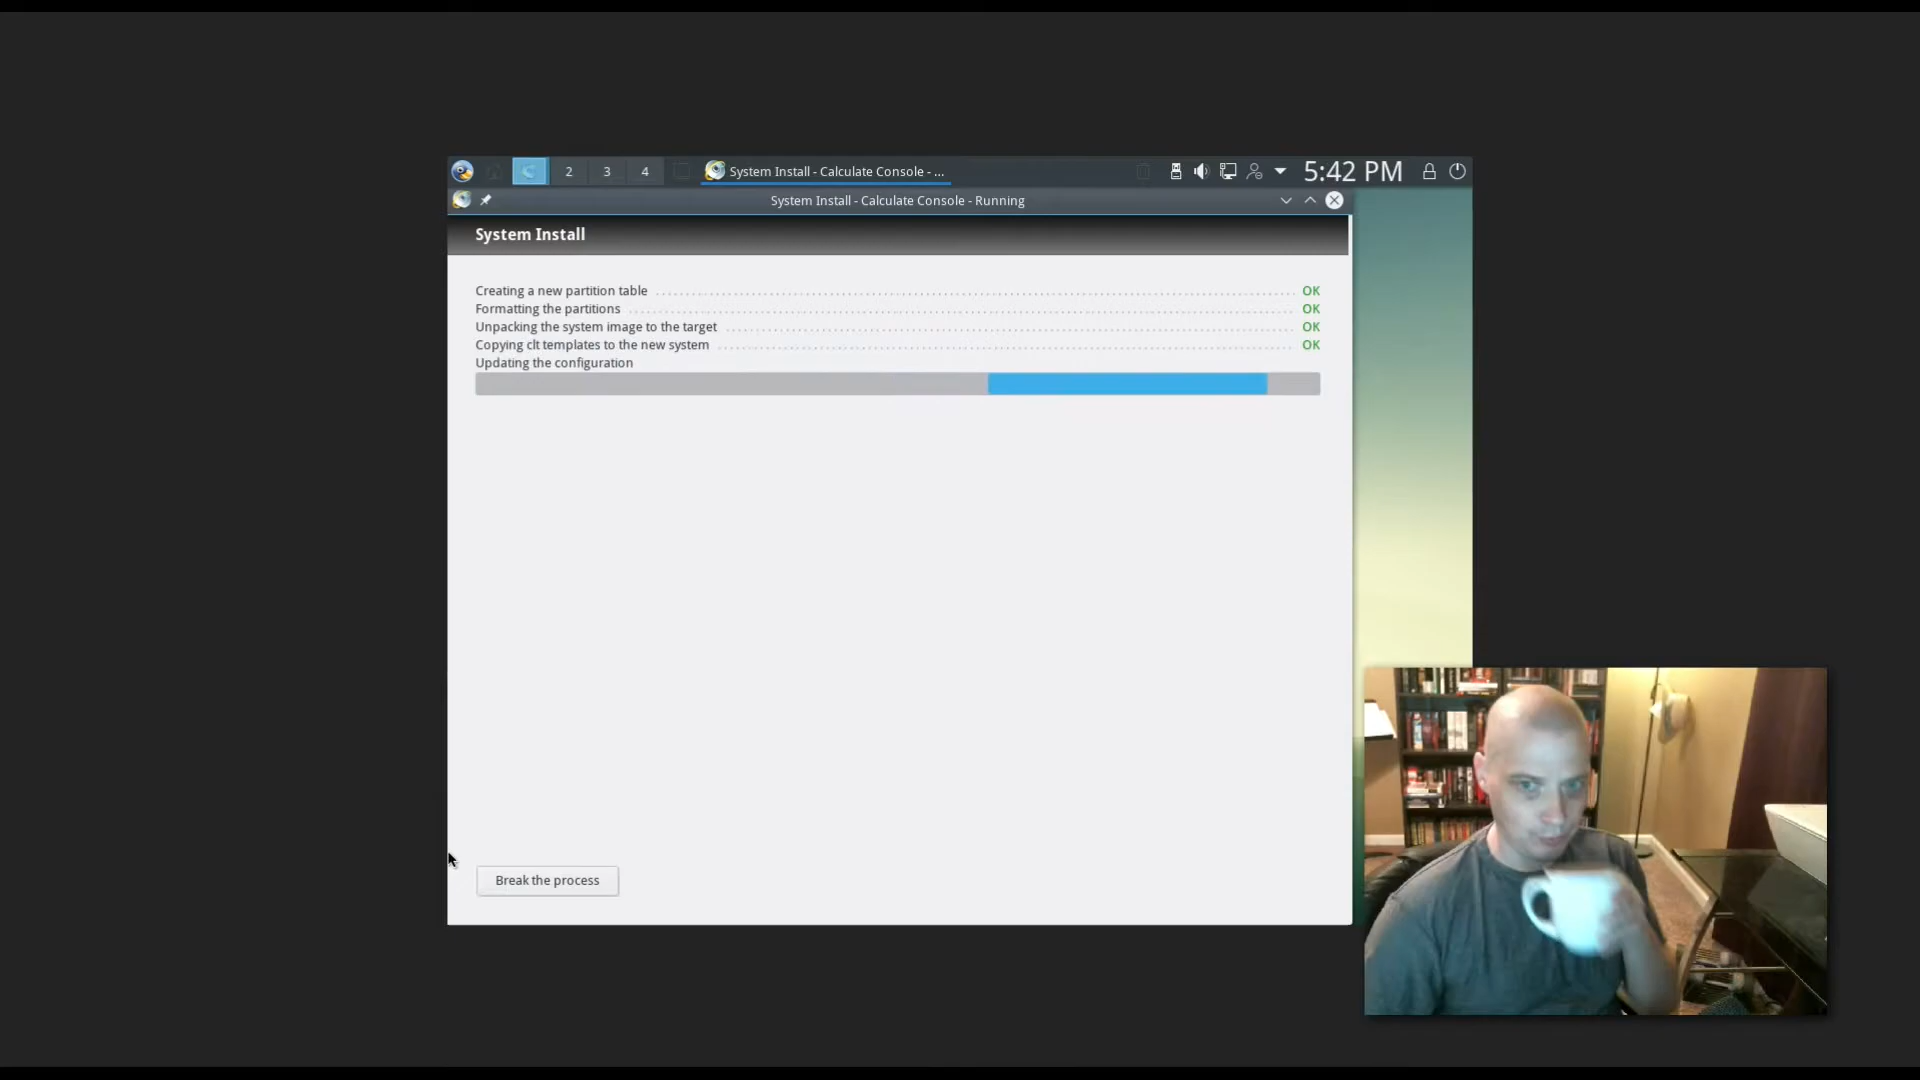 2 3 4 System Install - Calculate Console - ... 5:42 PM
System Install - Calculate Console - Running
System Install
Creating a new partition table OK
Formatting the partitions OK
Unpacking the system image to the target OK
Copying clt templates to the new system OK
Updating the configuration
Break the process